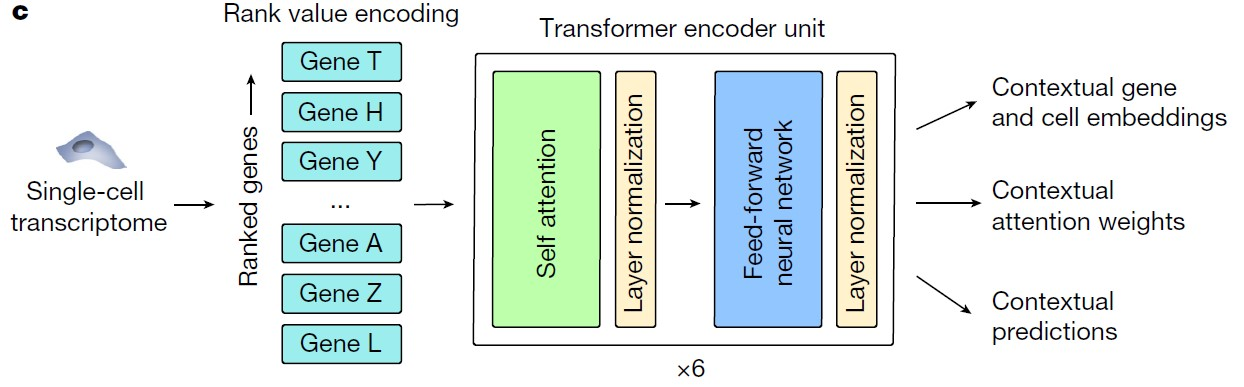 c
Rank value encoding
Transformer encoder unit
Single-cell
transcriptome
Ranked genes
Gene T
Gene H
Gene Y
...
Gene A
Gene Z
Gene L
Self attention
Layer normalization
Feed-forward
neural network
Layer normalization
×6
Contextual gene
and cell embeddings
Contextual
attention weights
Contextual
predictions